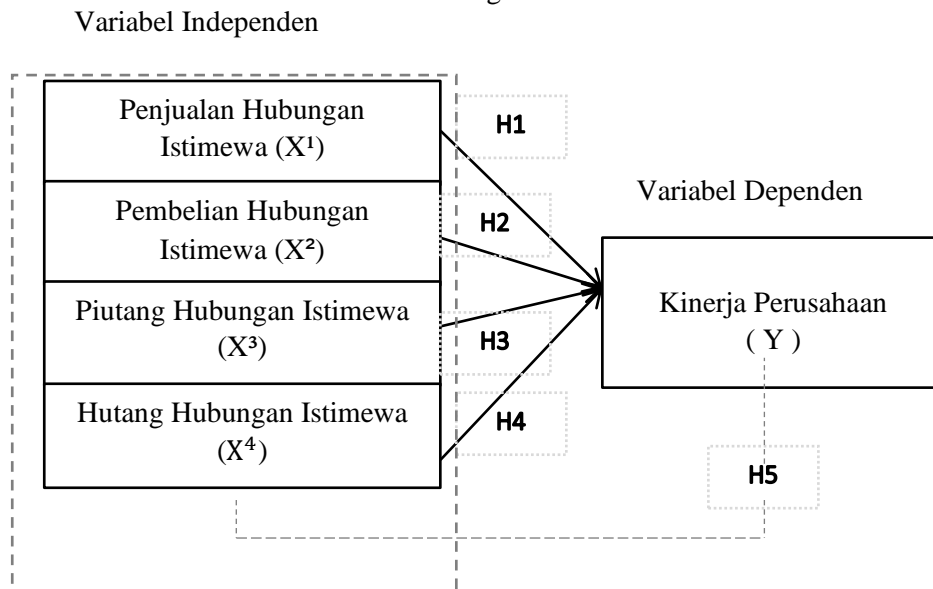 Variabel Independen
Penjualan Hubungan
Istimewa (X¹)
H1
Pembelian Hubungan
Istimewa (X²)
H2
Piutang Hubungan Istimewa
(X³)
H3
Hutang Hubungan Istimewa
(X⁴)
H4
Variabel Dependen
Kinerja Perusahaan
( Y )
H5